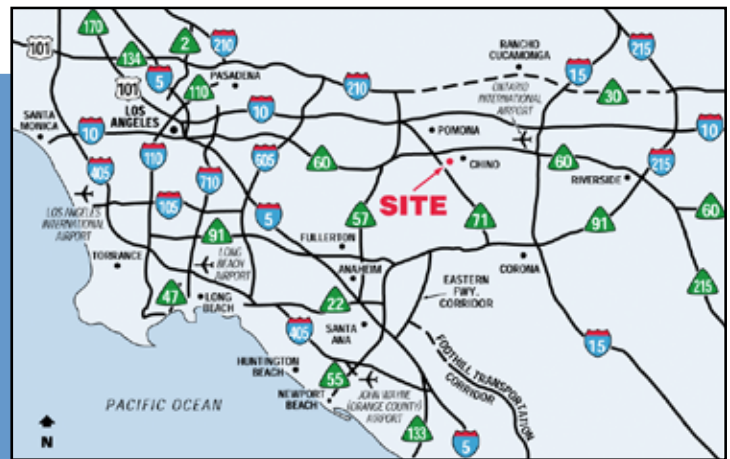 170
2
210
RANCHO
CUCAMONGA
215
101
134
5
PASADENA
210
15
101
110
ONTARIO
INTERNATIONAL
AIRPORT
30
SANTA
MONICA
LOS
ANGELES
10
10
POMONA
10
405
110
710
605
60
CHINO
60
215
RIVERSIDE
SITE
LOS ANGELES
INTERNATIONAL
AIRPORT
105
5
57
71
91
60
91
FULLERTON
TORRANCE
LONG
BEACH
AIRPORT
ANAHEIM
CORONA
EASTERN
FWY.
CORRIDOR
215
47
LONG
BEACH
22
SANTA
ANA
405
15
HUNTINGTON
BEACH
FOOTHILL TRANSPORTATION
CORRIDOR
55
NEWPORT
BEACH
JOHN WAYNE
(ORANGE COUNTY)
AIRPORT
PACIFIC OCEAN
133
5
N